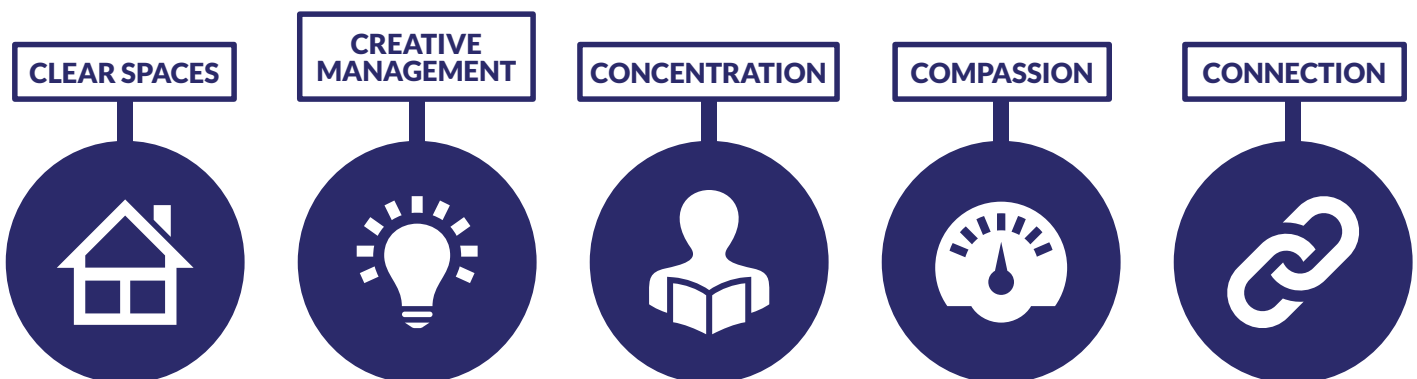 CLEAR SPACES
CREATIVE
MANAGEMENT
CONCENTRATION
COMPASSION
CONNECTION